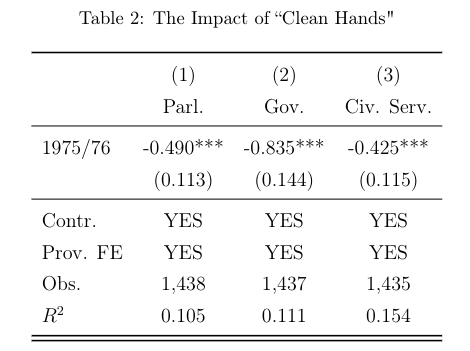 Table 2: The Impact of “Clean Hands"
(1) (2) (3)
Parl. Gov. Civ. Serv.
1975/76 -0.490*** -0.835*** -0.425***
(0.113) (0.144) (0.115)
Contr. YES YES YES
Prov. FE YES YES YES
Obs. 1,438 1,437 1,435
R² 0.105 0.111 0.154